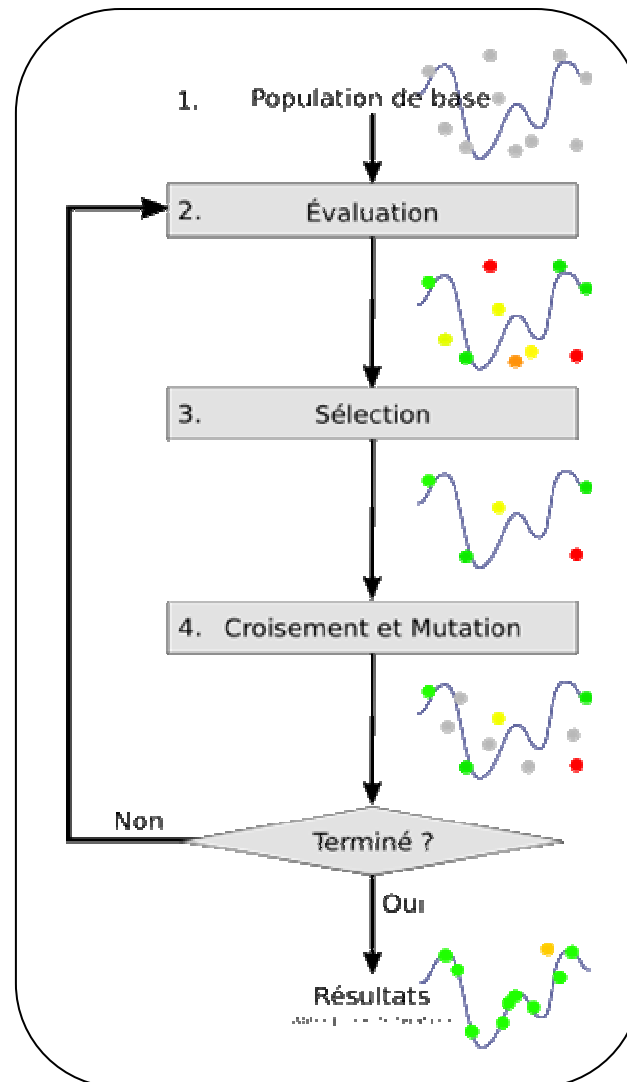 1. Population de base
2. Évaluation
3. Sélection
4. Croisement et Mutation
Terminé ?
Non
Oui
Résultats